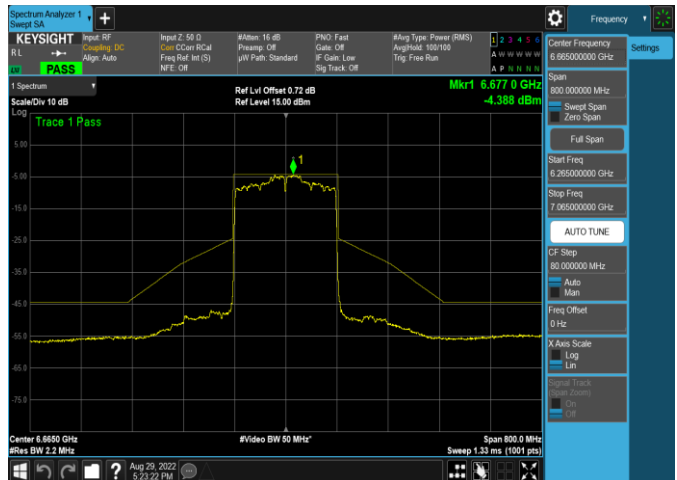 Spectrum Analyzer 1
Swept SA
Frequency
KEYSIGHT
Input: RF
Input Z: 50 Ω
#Atten: 16 dB
PNO: Fast
#Avg Type: Power (RMS)
1 2 3 4 5 6
R L
Coupling: DC
Corr CCorr RCal
Preamp: Off
Gate: Off
Avg|Hold: 100/100
A W W W W W
Align: Auto
Freq Ref: Int (S)
µW Path: Standard
IF Gain: Low
Trig: Free Run
PASS
NFE: Off
Sig Track: Off
A P N N N N
Settings
Center Frequency
6.665000000 GHz
Span
800.000000 MHz
Swept Span
Zero Span
Full Span
Start Freq
6.265000000 GHz
Stop Freq
7.065000000 GHz
AUTO TUNE
CF Step
80.000000 MHz
Auto
Man
Freq Offset
0 Hz
X Axis Scale
Log
Lin
Signal Track
(Span Zoom)
On
Off
1 Spectrum
Scale/Div 10 dB
Ref Lvl Offset 0.72 dB
Ref Level 15.00 dBm
Mkr1 6.677 0 GHz
-4.388 dBm
Log
Trace 1 Pass
1
5.00
-5.00
-15.0
-25.0
-35.0
-45.0
-55.0
-65.0
-75.0
Center 6.6650 GHz
#Video BW 50 MHz*
Span 800.0 MHz
#Res BW 2.2 MHz
Sweep 1.33 ms (1001 pts)
Aug 29, 2022
5:23:22 PM